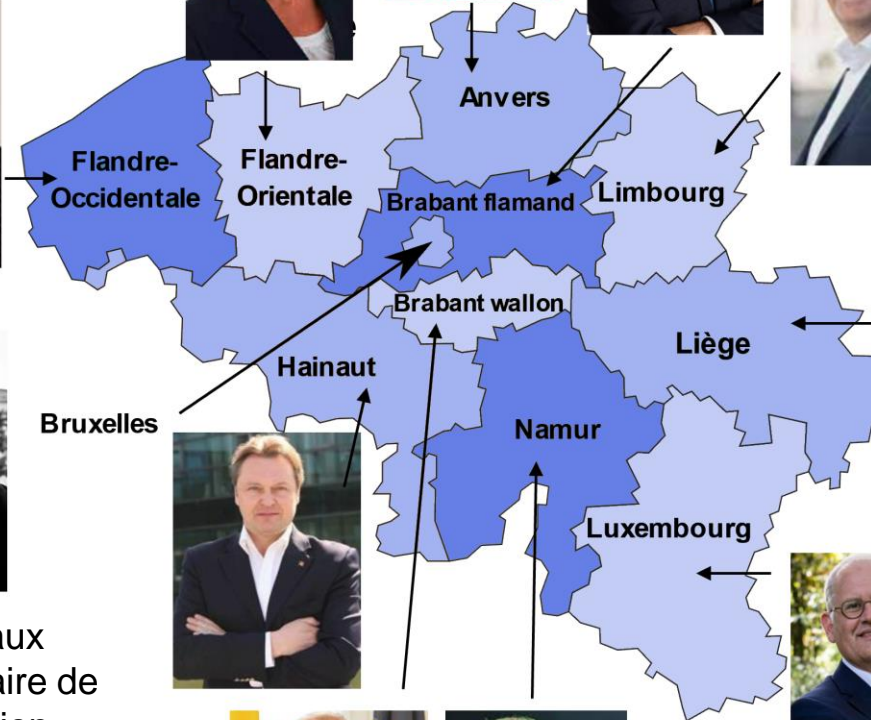 Anvers
Flandre-
Occidentale
Flandre-
Orientale
Brabant flamand
Limbourg
Brabant wallon
Liège
Hainaut
Bruxelles
Namur
Luxembourg
aux
aire de